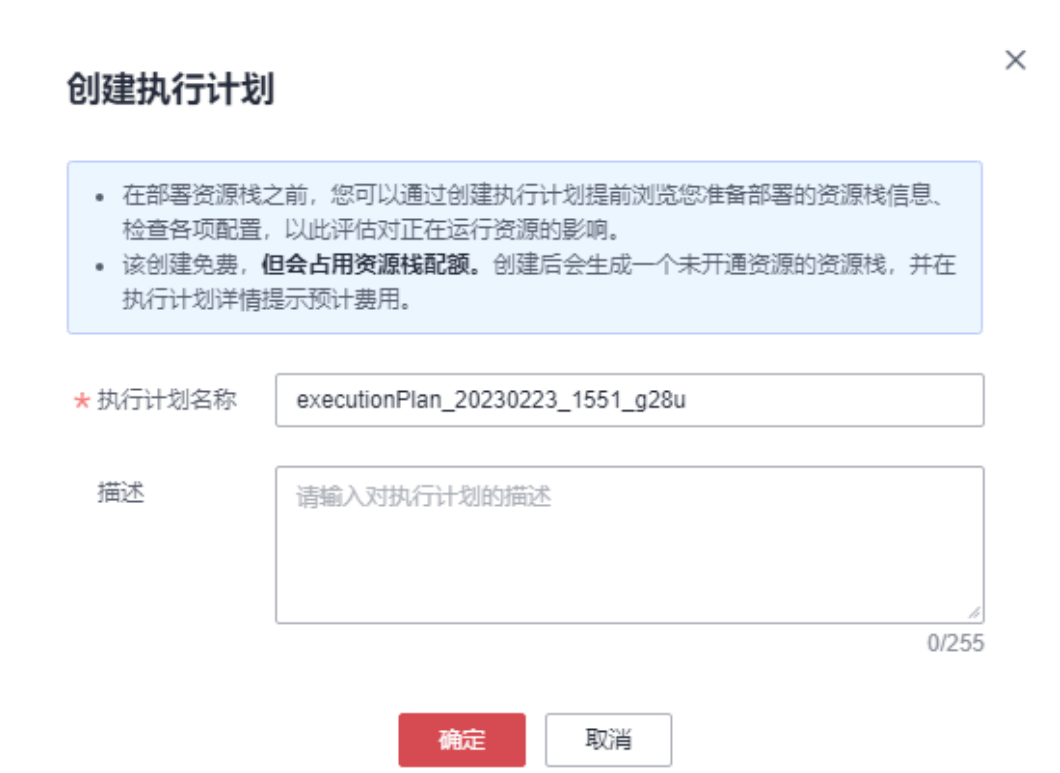 创建执行计划
在部署资源栈之前，您可以通过创建执行计划提前浏览您准备部署的资源栈信息、
检查各项配置，以此评估对正在运行资源的影响。
该创建免费，但会占用资源栈配额。创建后会生成一个未开通资源的资源栈，并在
执行计划详情提示预计费用。
* 执行计划名称 executionPlan_20230223_1551_g28u
描述 请输入对执行计划的描述
0/255
确定 取消